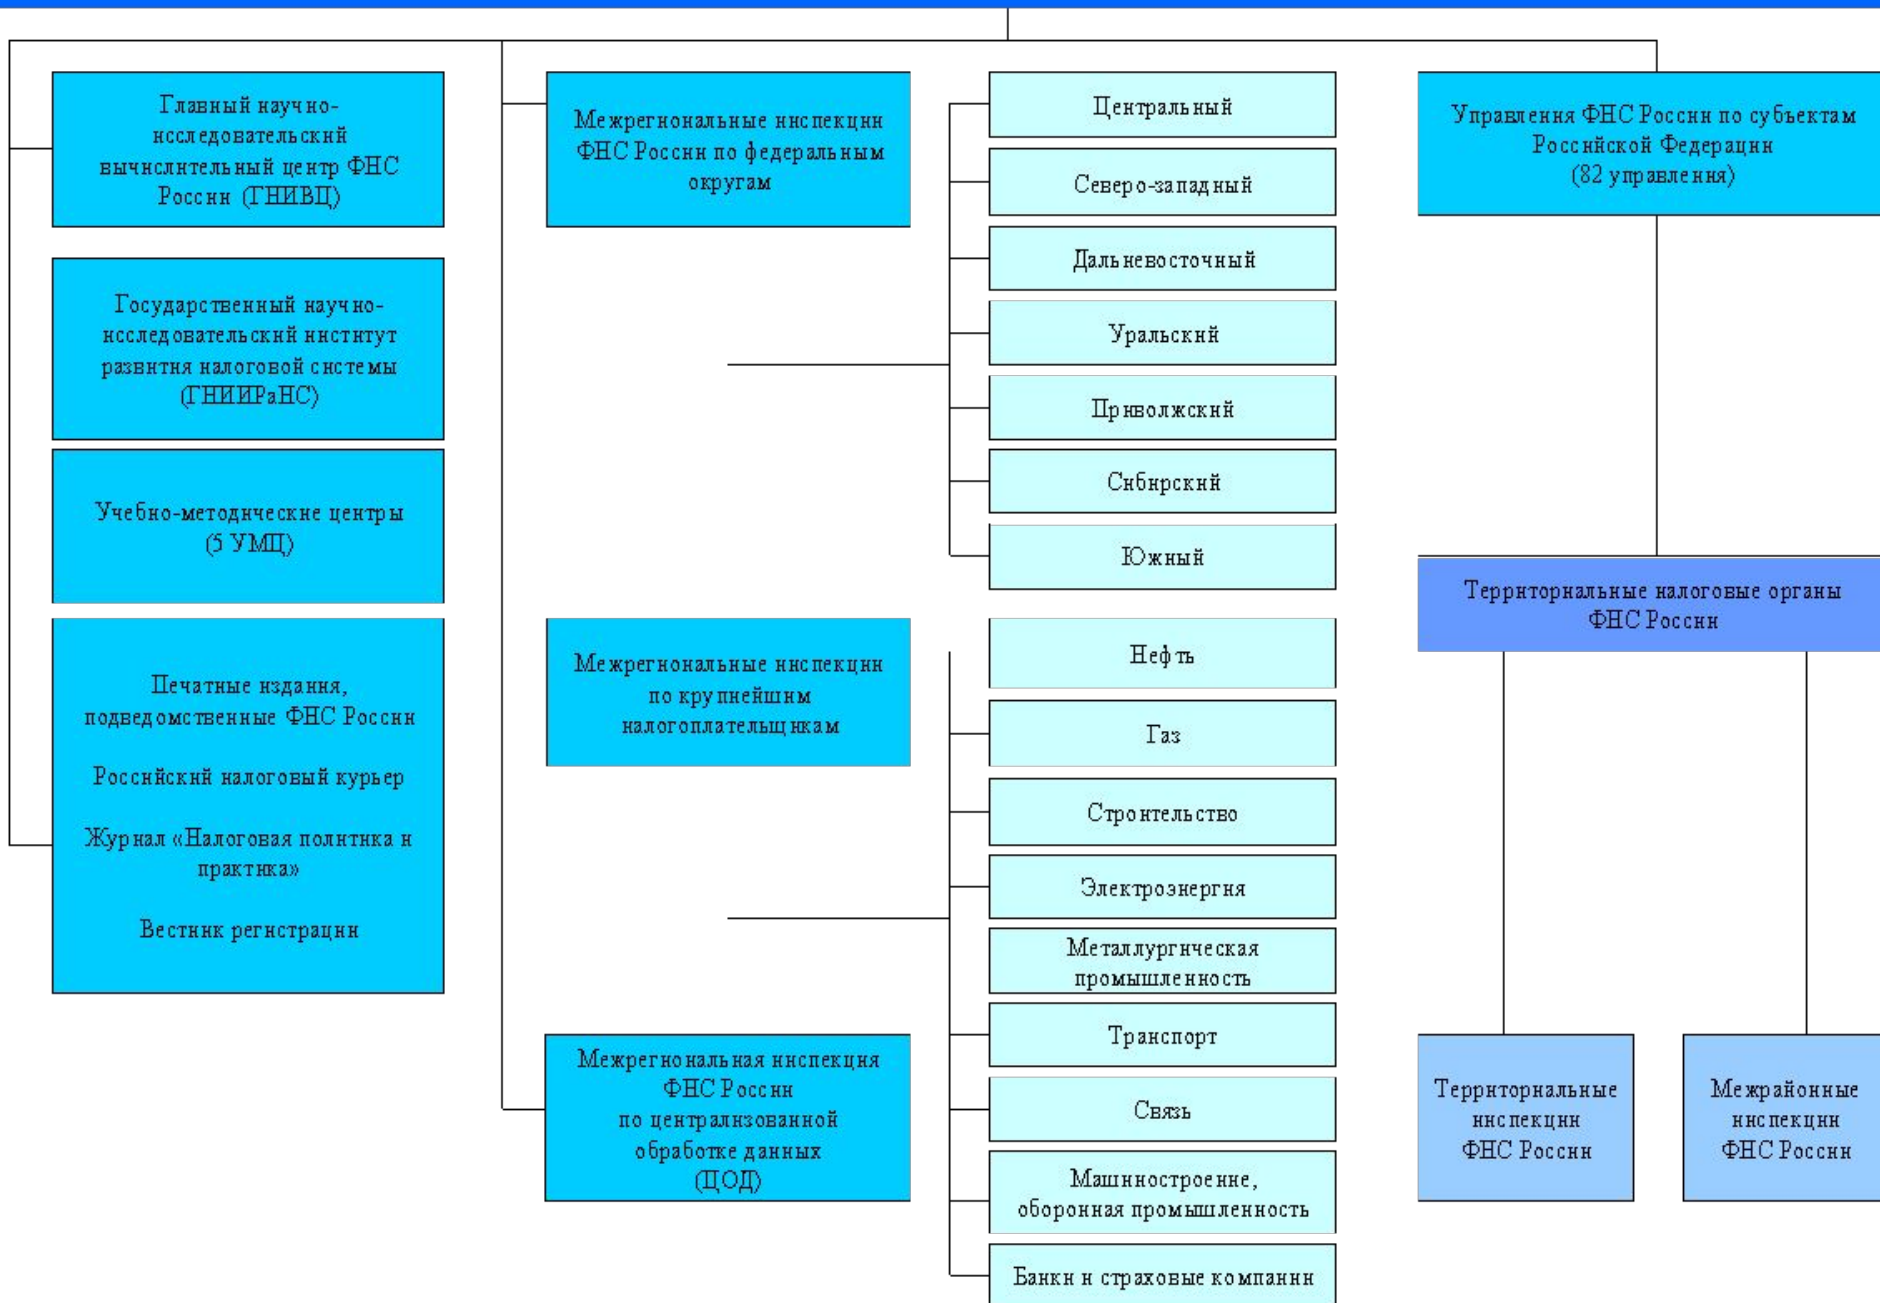 Главный научно-
исследовательский
вычислительный центр ФНС
России (ГНИВЦ)
Государственный научно-
исследовательский институт
развития налоговой системы
(ГНИИРаНС)
Учебно-методические центры
(5 УМЦ)
Печатные издания,
подведомственные ФНС России
Российский налоговый курьер
Журнал «Налоговая политика и
практика»
Вестник регистрации
Межрегиональные инспекции
ФНС России по федеральным
округам
Межрегиональные инспекции
по крупнейшим
налогоплательщикам
Межрегиональная инспекция
ФНС России
по централизованной
обработке данных
(ЦОД)
Центральный
Северо-западный
Дальневосточный
Уральский
Приволжский
Сибирский
Южный
Нефть
Газ
Строительство
Электроэнергия
Металлургическая
промышленность
Транспорт
Связь
Машиностроение,
оборонная промышленность
Банки и страховые компании
Управления ФНС России по субъектам
Российской Федерации
(82 управления)
Территориальные налоговые органы
ФНС России
Территориальные
инспекции
ФНС России
Межрайонные
инспекции
ФНС России